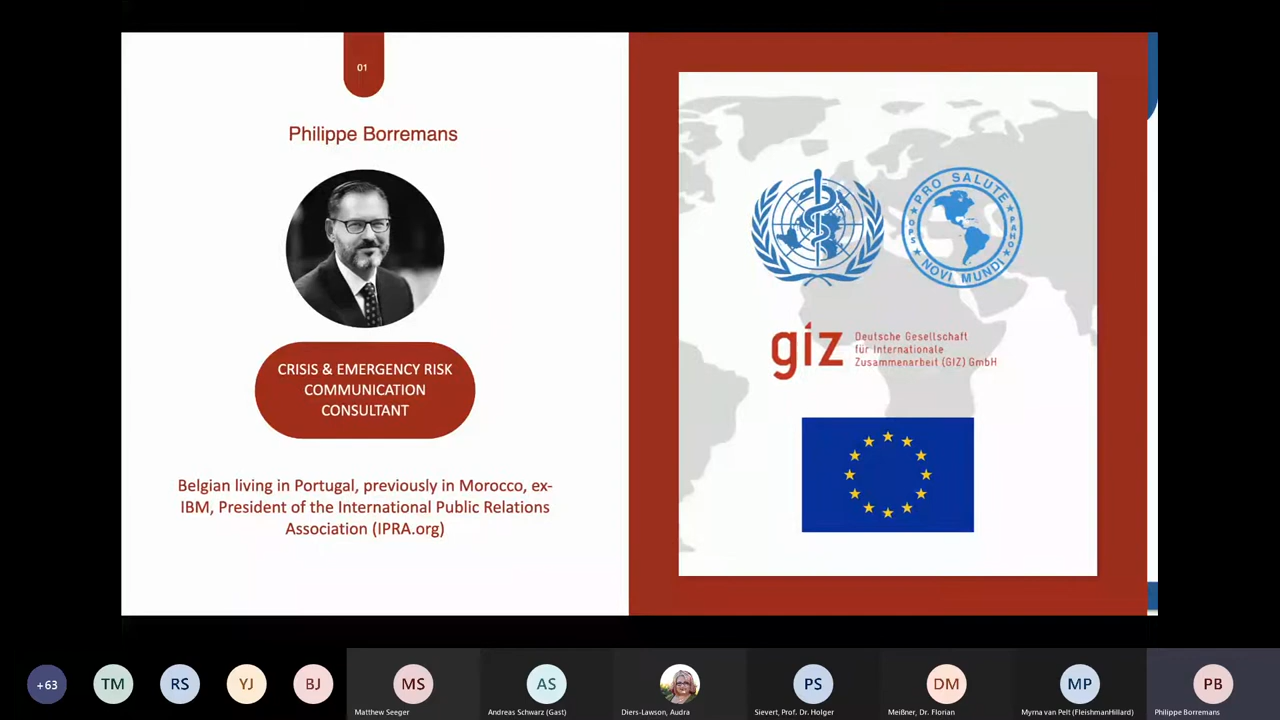 01
Philippe Borremans
CRISIS & EMERGENCY RISK
COMMUNICATION
CONSULTANT
Belgian living in Portugal, previously in Morocco, ex-
IBM, President of the International Public Relations
Association (IPRA.org)
PRO SALUTE
OPS
PAHO
NOVI MUNDI
giz
Deutsche Gesellschaft
für Internationale
Zusammenarbeit (GIZ) GmbH
+63
TM
RS
YJ
BJ
MS
Matthew Seeger
AS
Andreas Schwarz (Gast)
Diers-Lawson, Audra
PS
Sievert, Prof. Dr. Holger
DM
Meißner, Dr. Florian
MP
Myrna van Pelt (FleishmanHillard)
PB
Philippe Borremans